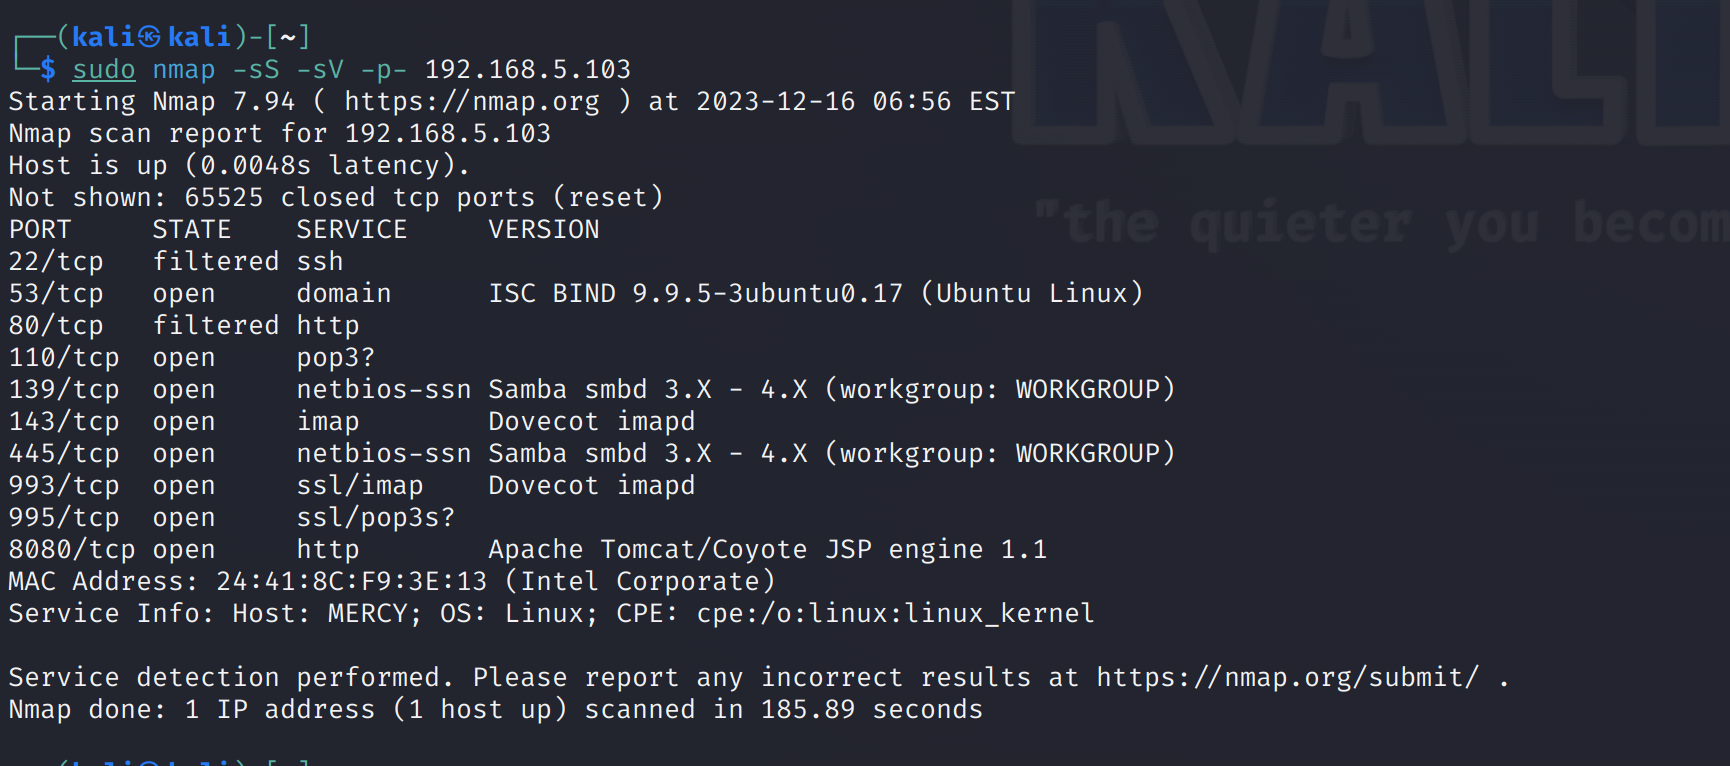 ┌──(kali㉿kali)-[~]
└─$ sudo nmap -sS -sV -p- 192.168.5.103
Starting Nmap 7.94 ( https://nmap.org ) at 2023-12-16 06:56 EST
Nmap scan report for 192.168.5.103
Host is up (0.0048s latency).
Not shown: 65525 closed tcp ports (reset)
PORT     STATE    SERVICE     VERSION
22/tcp   filtered ssh
53/tcp   open     domain      ISC BIND 9.9.5-3ubuntu0.17 (Ubuntu Linux)
80/tcp   filtered http
110/tcp  open     pop3?
139/tcp  open     netbios-ssn Samba smbd 3.X - 4.X (workgroup: WORKGROUP)
143/tcp  open     imap        Dovecot imapd
445/tcp  open     netbios-ssn Samba smbd 3.X - 4.X (workgroup: WORKGROUP)
993/tcp  open     ssl/imap    Dovecot imapd
995/tcp  open     ssl/pop3s?
8080/tcp open     http        Apache Tomcat/Coyote JSP engine 1.1
MAC Address: 24:41:8C:F9:3E:13 (Intel Corporate)
Service Info: Host: MERCY; OS: Linux; CPE: cpe:/o:linux:linux_kernel
Service detection performed. Please report any incorrect results at https://nmap.org/submit/ .
Nmap done: 1 IP address (1 host up) scanned in 185.89 seconds
KALI
"the quieter you becom